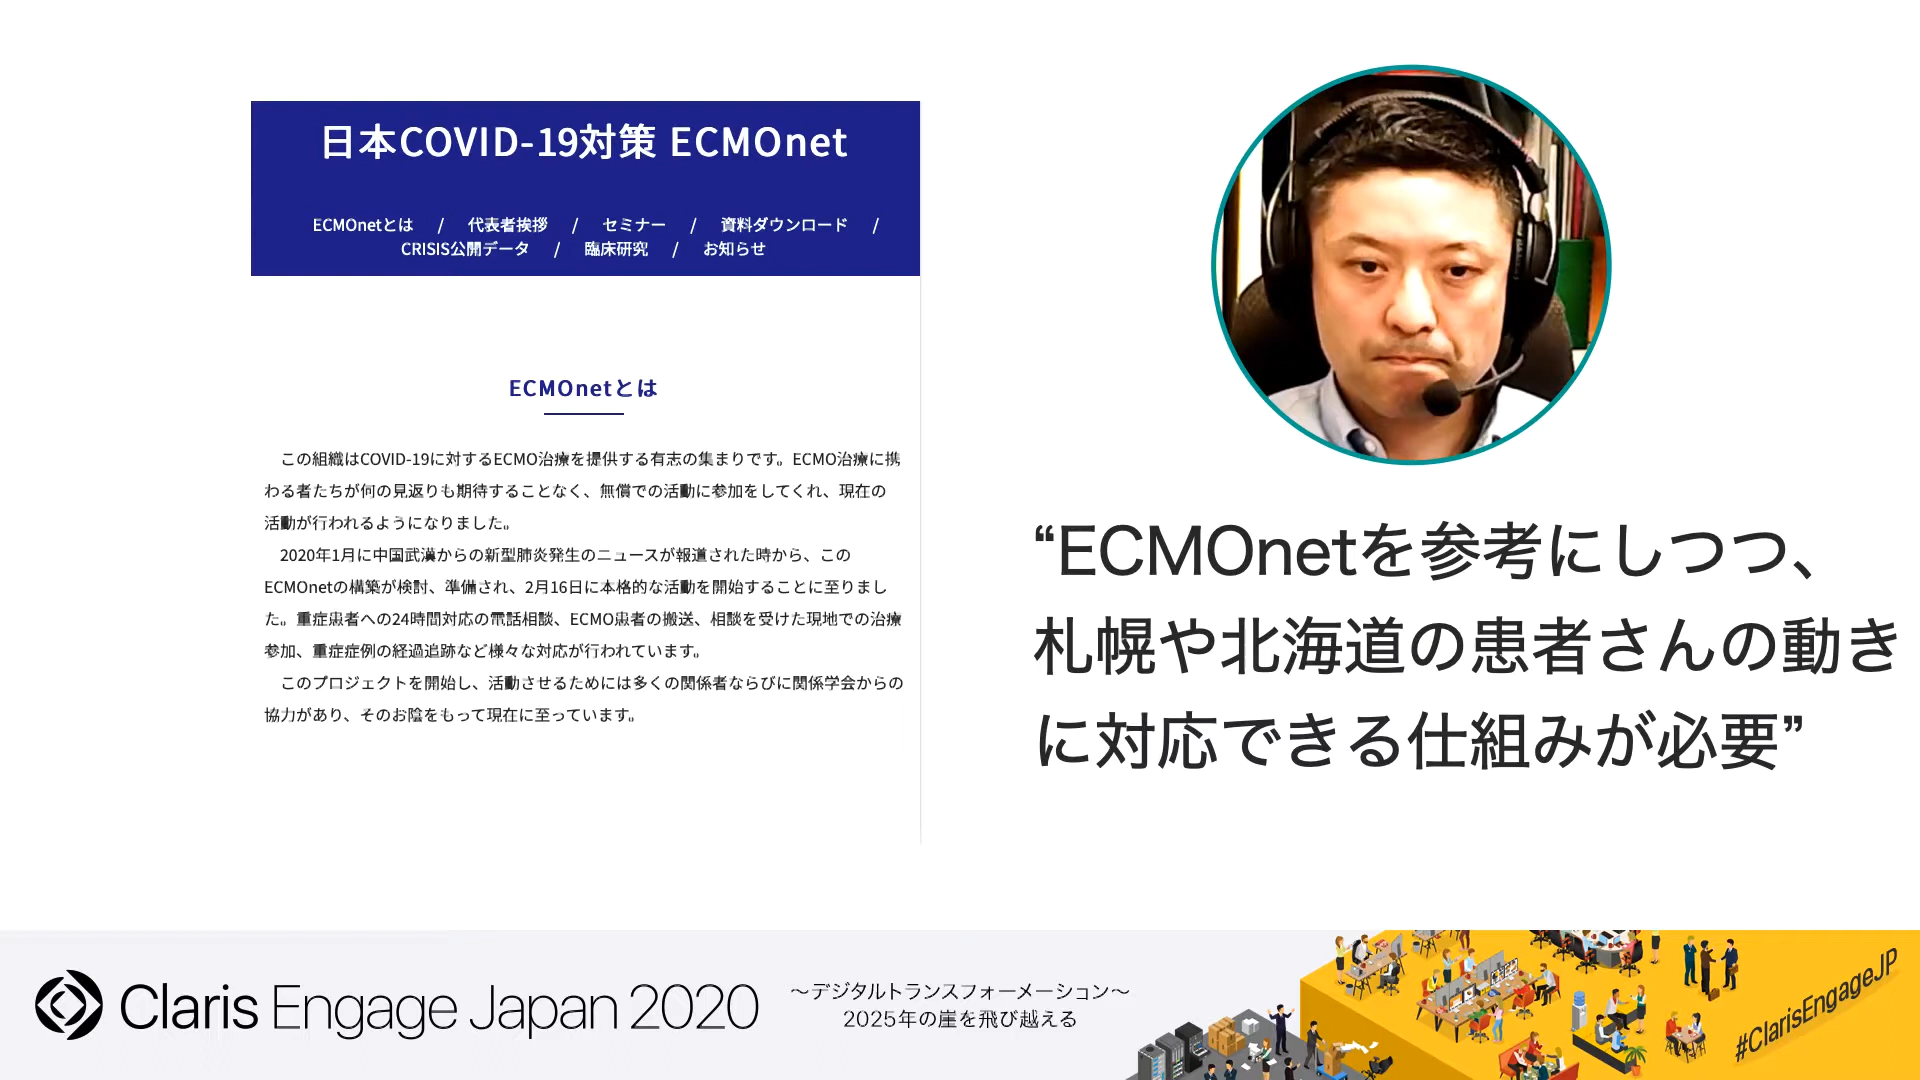 日本COVID-19対策 ECMOnet
ECMOnetとは / 代表者挨拶 / セミナー / 資料ダウンロード /
CRISIS公開データ / 臨床研究 / お知らせ
ECMOnetとは
この組織はCOVID-19に対するECMO治療を提供する有志の集まりです。ECMO治療に携
わる者たちが何の見返りも期待することなく、無償での活動に参加をしてくれ、現在の
活動が行われるようになりました。
2020年1月に中国武漢からの新型肺炎発生のニュースが報道された時から、この
ECMOnetの構築が検討、準備され、2月16日に本格的な活動を開始することに至りまし
た。重症患者への24時間対応の電話相談、ECMO患者の搬送、相談を受けた現地での治療
参加、重症症例の経過追跡など様々な対応が行われています。
このプロジェクトを開始し、活動させるためには多くの関係者ならびに関係学会からの
協力があり、そのお陰をもって現在に至っています。
“ECMOnetを参考にしつつ、
札幌や北海道の患者さんの動き
に対応できる仕組みが必要”
Claris Engage Japan 2020
〜デジタルトランスフォーメーション〜
2025年の崖を飛び越える
#ClarisEngageJP